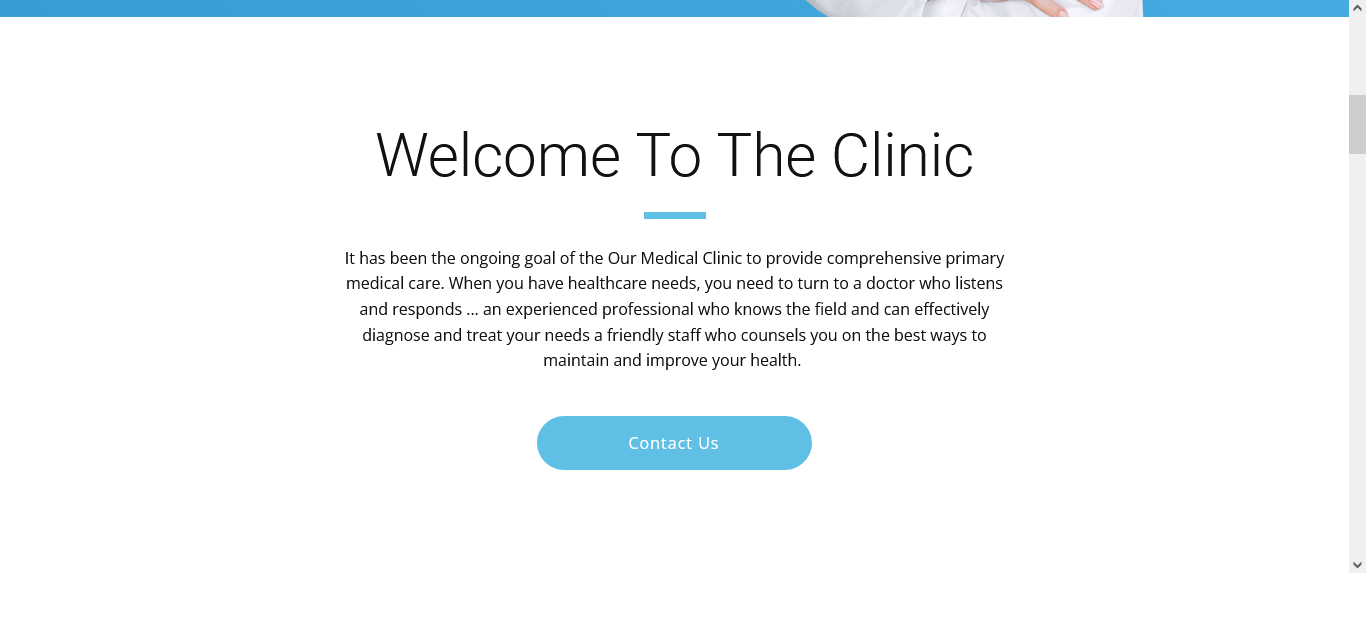 Welcome To The Clinic
It has been the ongoing goal of the Our Medical Clinic to provide comprehensive primary
medical care. When you have healthcare needs, you need to turn to a doctor who listens
and responds ... an experienced professional who knows the field and can effectively
diagnose and treat your needs a friendly staff who counsels you on the best ways to
maintain and improve your health.
Contact Us